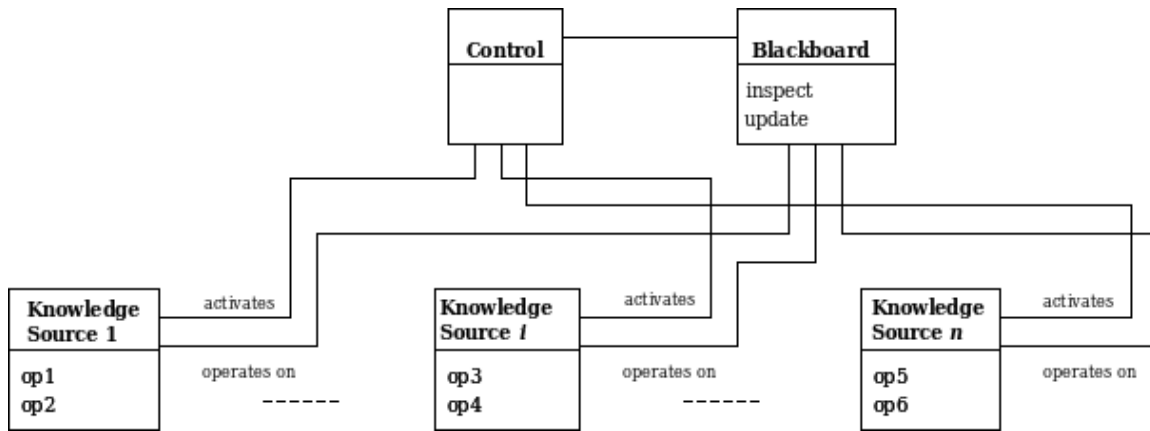 Control
Blackboard
inspect
update
Knowledge
Source 1
op1
op2
activates
operates on
Knowledge
Source i
op3
op4
activates
operates on
Knowledge
Source n
op5
op6
activates
operates on